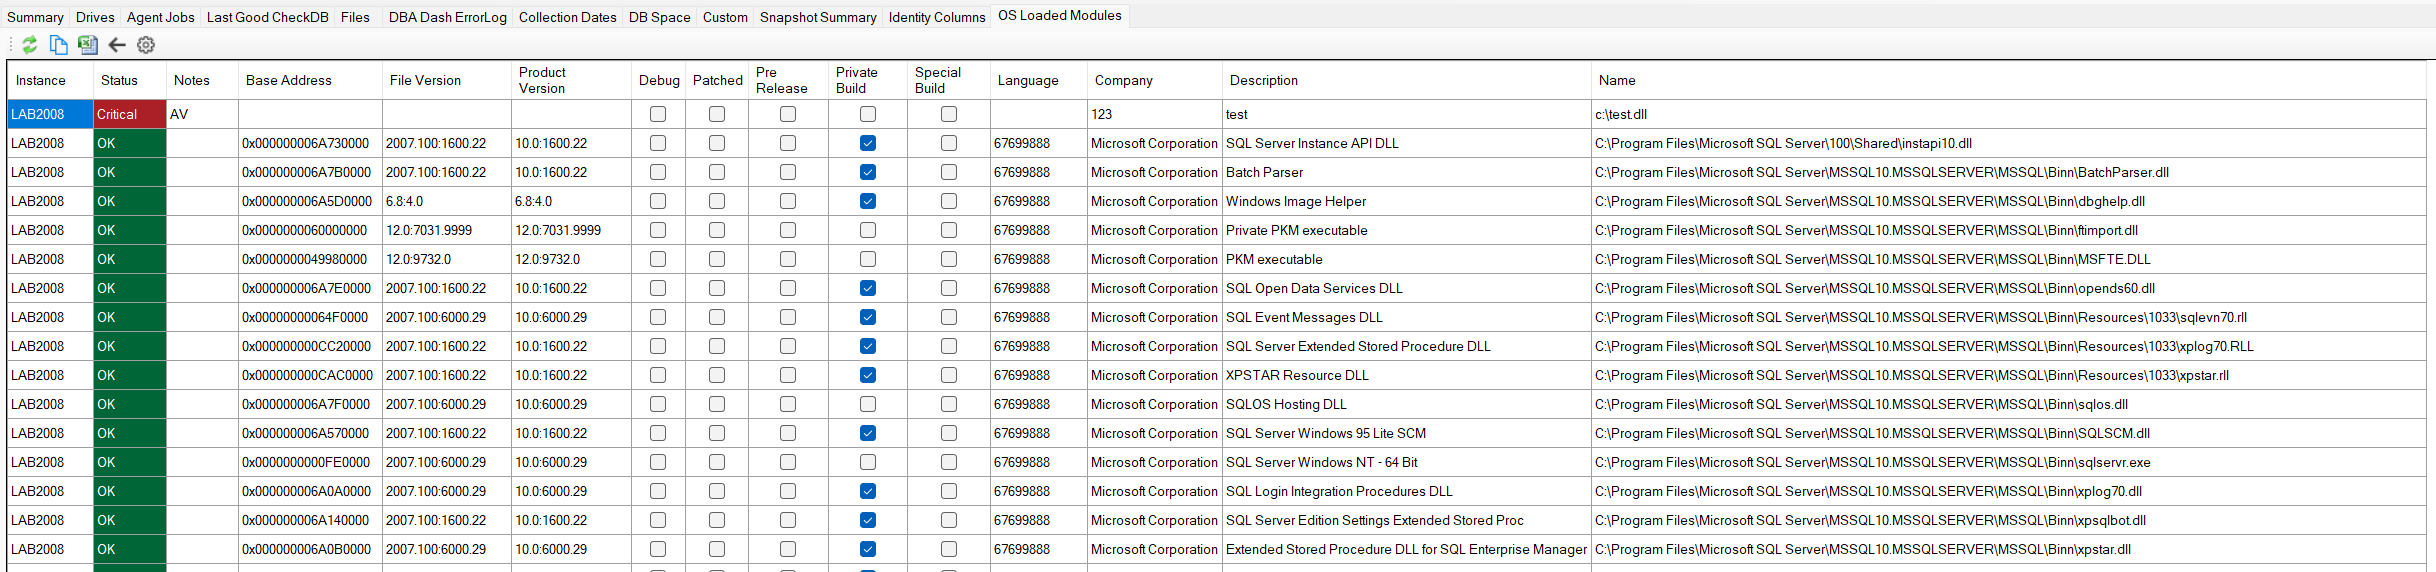 Summary Drives Agent Jobs Last Good CheckDB Files DBA Dash ErrorLog Collection Dates DB Space Custom Snapshot Summary Identity Columns OS Loaded Modules
Instance Status Notes Base Address File Version Product Version Debug Patched Pre Release Private Build Special Build Language Company Description Name
LAB2008 Critical AV 123 test c:\test.dll
LAB2008 OK 0x000000006A730000 2007.100:1600.22 10.0:1600.22 67699888 Microsoft Corporation SQL Server Instance API DLL C:\Program Files\Microsoft SQL Server\100\Shared\instapi10.dll
LAB2008 OK 0x000000006A7B0000 2007.100:1600.22 10.0:1600.22 67699888 Microsoft Corporation Batch Parser C:\Program Files\Microsoft SQL Server\MSSQL10.MSSQLSERVER\MSSQL\Binn\BatchParser.dll
LAB2008 OK 0x000000006A5D0000 6.8:4.0 6.8:4.0 67699888 Microsoft Corporation Windows Image Helper C:\Program Files\Microsoft SQL Server\MSSQL10.MSSQLSERVER\MSSQL\Binn\dbghelp.dll
LAB2008 OK 0x0000000060000000 12.0:7031.9999 12.0:7031.9999 67699888 Microsoft Corporation Private PKM executable C:\Program Files\Microsoft SQL Server\MSSQL10.MSSQLSERVER\MSSQL\Binn\ftimport.dll
LAB2008 OK 0x0000000049980000 12.0:9732.0 12.0:9732.0 67699888 Microsoft Corporation PKM executable C:\Program Files\Microsoft SQL Server\MSSQL10.MSSQLSERVER\MSSQL\Binn\MSFTE.DLL
LAB2008 OK 0x000000006A7E0000 2007.100:1600.22 10.0:1600.22 67699888 Microsoft Corporation SQL Open Data Services DLL C:\Program Files\Microsoft SQL Server\MSSQL10.MSSQLSERVER\MSSQL\Binn\opends60.dll
LAB2008 OK 0x00000000064F0000 2007.100:6000.29 10.0:6000.29 67699888 Microsoft Corporation SQL Event Messages DLL C:\Program Files\Microsoft SQL Server\MSSQL10.MSSQLSERVER\MSSQL\Binn\Resources\1033\sqlevn70.rll
LAB2008 OK 0x000000000CC20000 2007.100:1600.22 10.0:1600.22 67699888 Microsoft Corporation SQL Server Extended Stored Procedure DLL C:\Program Files\Microsoft SQL Server\MSSQL10.MSSQLSERVER\MSSQL\Binn\Resources\1033\xplog70.RLL
LAB2008 OK 0x000000000CAC0000 2007.100:1600.22 10.0:1600.22 67699888 Microsoft Corporation XPSTAR Resource DLL C:\Program Files\Microsoft SQL Server\MSSQL10.MSSQLSERVER\MSSQL\Binn\Resources\1033\xpstar.rll
LAB2008 OK 0x000000006A7F0000 2007.100:6000.29 10.0:6000.29 67699888 Microsoft Corporation SQLOS Hosting DLL C:\Program Files\Microsoft SQL Server\MSSQL10.MSSQLSERVER\MSSQL\Binn\sqlos.dll
LAB2008 OK 0x000000006A570000 2007.100:1600.22 10.0:1600.22 67699888 Microsoft Corporation SQL Server Windows 95 Lite SCM C:\Program Files\Microsoft SQL Server\MSSQL10.MSSQLSERVER\MSSQL\Binn\SQLSCM.dll
LAB2008 OK 0x0000000000FE0000 2007.100:6000.29 10.0:6000.29 67699888 Microsoft Corporation SQL Server Windows NT - 64 Bit C:\Program Files\Microsoft SQL Server\MSSQL10.MSSQLSERVER\MSSQL\Binn\sqlservr.exe
LAB2008 OK 0x000000006A0A0000 2007.100:6000.29 10.0:6000.29 67699888 Microsoft Corporation SQL Login Integration Procedures DLL C:\Program Files\Microsoft SQL Server\MSSQL10.MSSQLSERVER\MSSQL\Binn\xplog70.dll
LAB2008 OK 0x000000006A140000 2007.100:1600.22 10.0:1600.22 67699888 Microsoft Corporation SQL Server Edition Settings Extended Stored Proc C:\Program Files\Microsoft SQL Server\MSSQL10.MSSQLSERVER\MSSQL\Binn\xpsqlbot.dll
LAB2008 OK 0x000000006A0B0000 2007.100:6000.29 10.0:6000.29 67699888 Microsoft Corporation Extended Stored Procedure DLL for SQL Enterprise Manager C:\Program Files\Microsoft SQL Server\MSSQL10.MSSQLSERVER\MSSQL\Binn\xpstar.dll